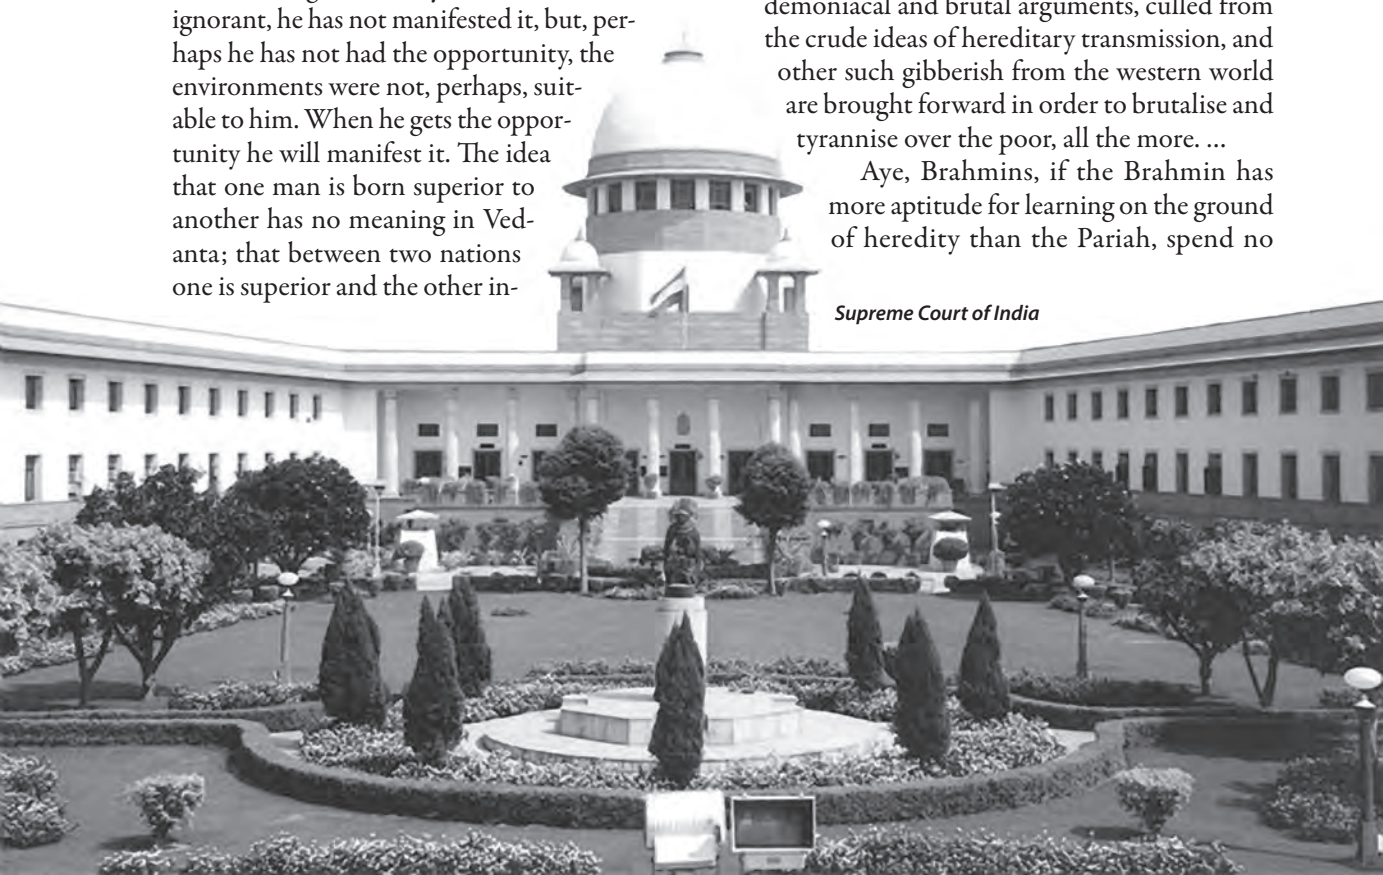 ignorant, he has not manifested it, but, per-
haps he has not had the opportunity, the
environments were not, perhaps, suit-
able to him. When he gets the oppor-
tunity he will manifest it. The idea
that one man is born superior to
another has no meaning in Ved-
anta; that between two nations
one is superior and the other in-
demoniacal and brutal arguments, culled from
the crude ideas of hereditary transmission, and
other such gibberish from the western world
are brought forward in order to brutalise and
tyrannise over the poor, all the more. ...
Aye, Brahmins, if the Brahmin has
more aptitude for learning on the ground
of heredity than the Pariah, spend no
Supreme Court of India